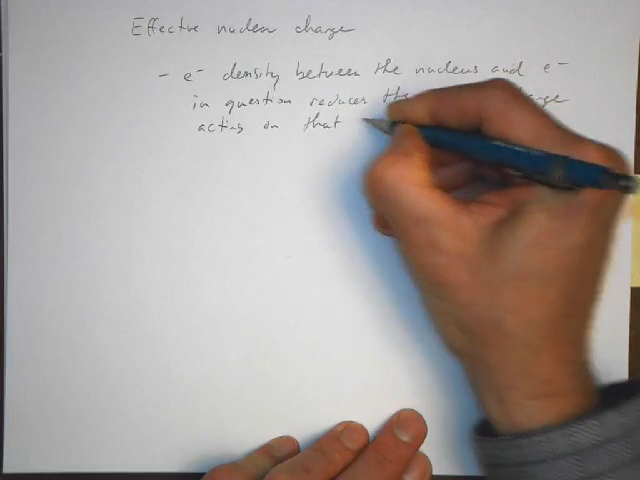 Effective nuclear charge
- e⁻ density between the nucleus and e⁻
in question reduces the
acting on that